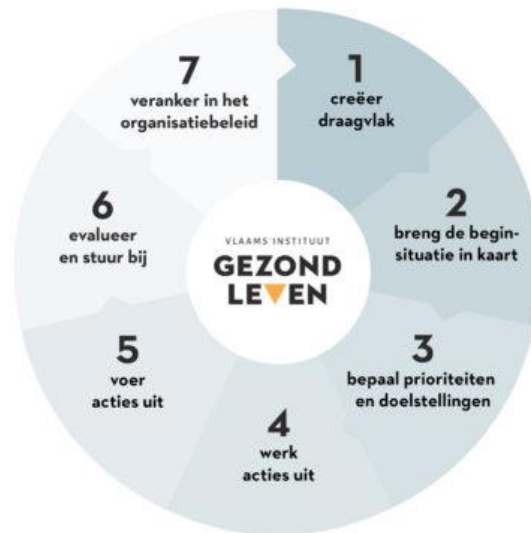 1
creëer
draagvlak
2
breng de begin-
situatie in kaart
3
bepaal prioriteiten
en doelstellingen
4
werk
acties uit
5
voer
acties uit
6
evalueer
en stuur bij
7
veranker in het
organisatiebeleid
VLAAMS INSTITUUT
GEZOND
LEVEN